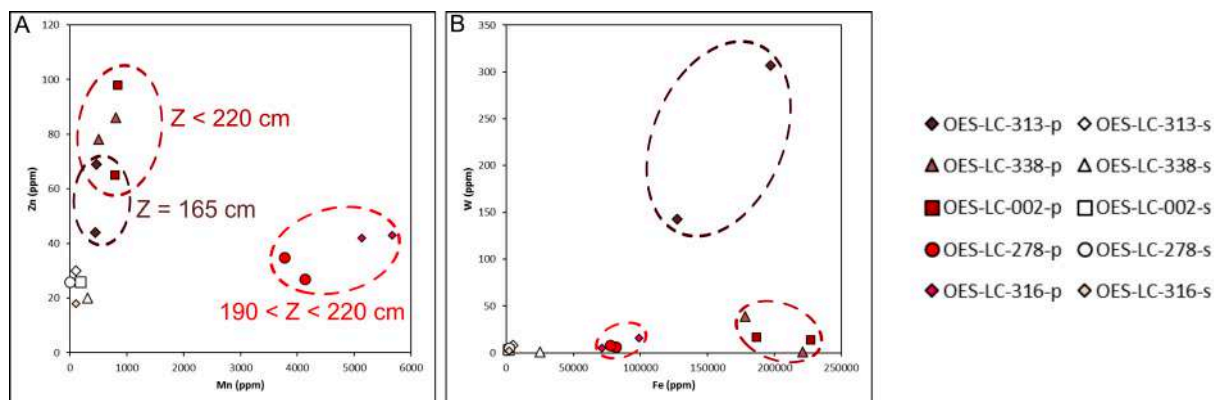 A
120
100
80
60
40
20
0
Zn (ppm)
0 1000 2000 3000 4000 5000 6000
Mn (ppm)
Z < 220 cm
Z = 165 cm
190 < Z < 220 cm
B
350
300
250
200
150
100
50
0
W (ppm)
0 50000 100000 150000 200000 250000
Fe (ppm)
OES-LC-313-p OES-LC-313-s
OES-LC-338-p OES-LC-338-s
OES-LC-002-p OES-LC-002-s
OES-LC-278-p OES-LC-278-s
OES-LC-316-p OES-LC-316-s